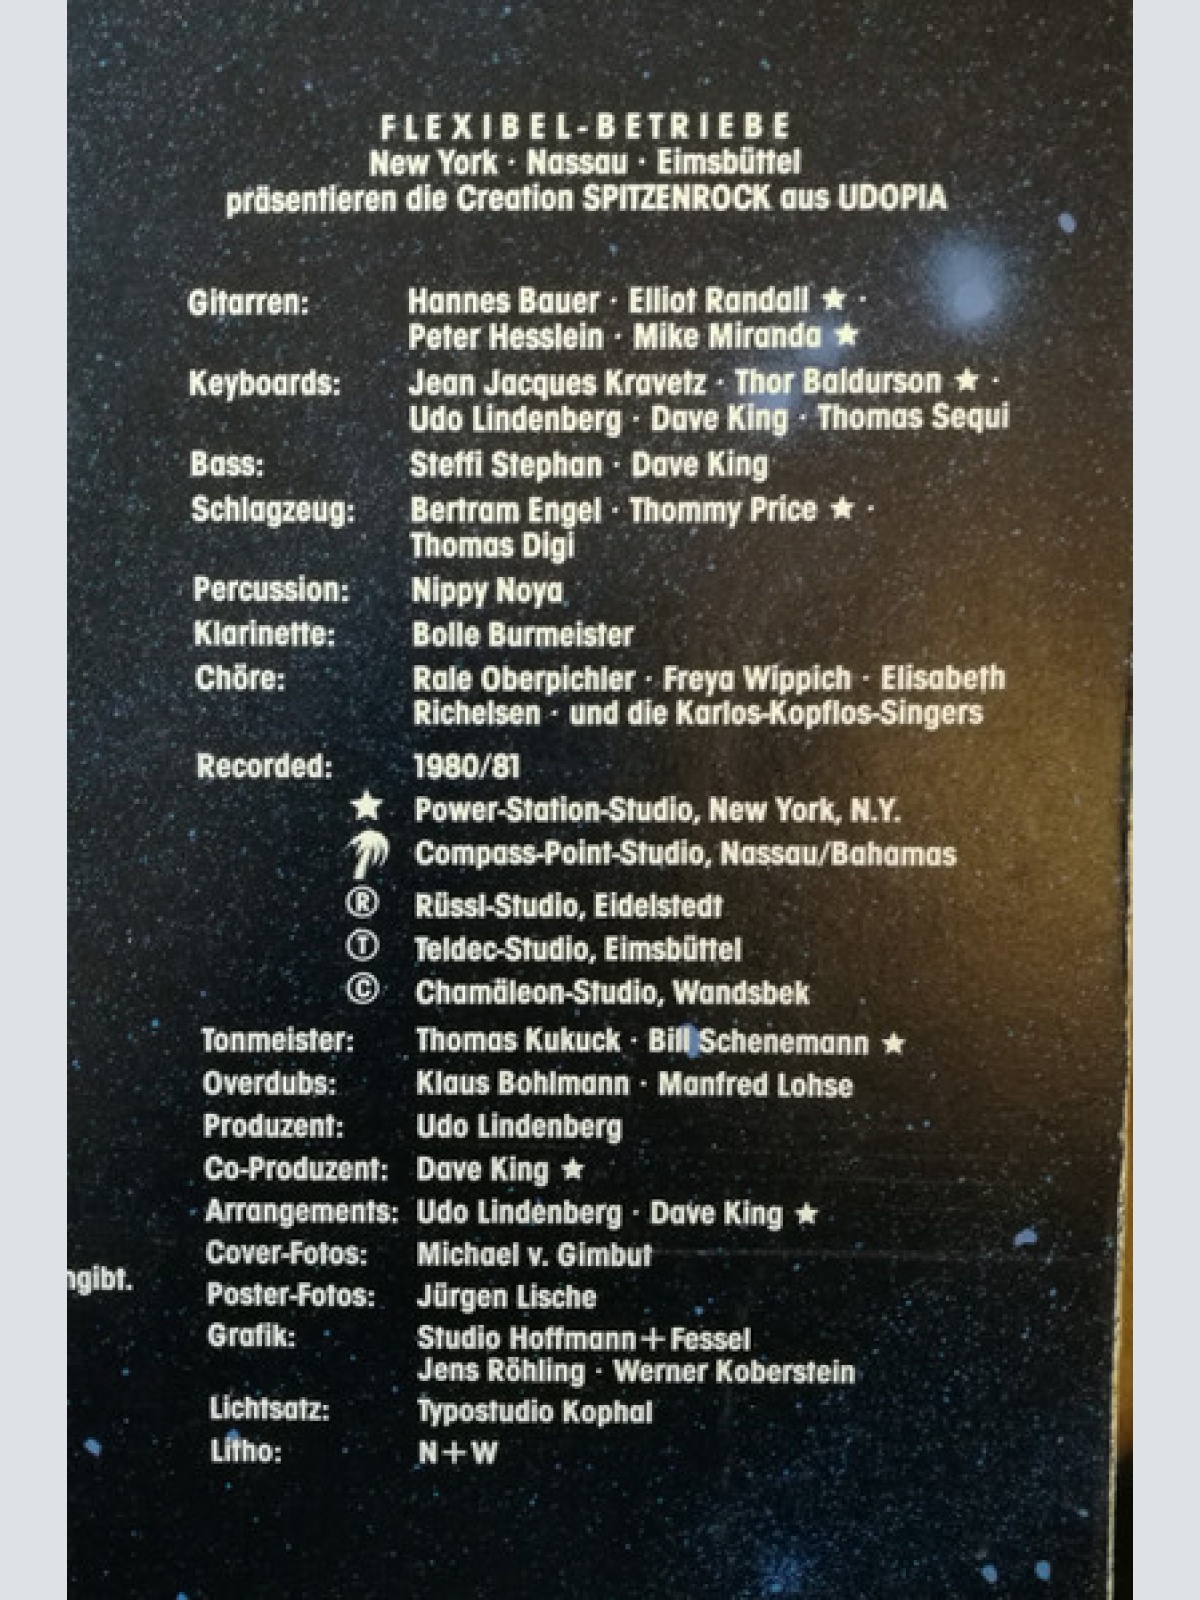 FLEXIBEL-BETRIEBE
New York · Nassau · Eimsbüttel
präsentieren die Creation SPITZENROCK aus UDOPIA
Gitarren: Hannes Bauer · Elliot Randall ★ ·
Peter Hesslein · Mike Miranda ★
Keyboards: Jean Jacques Kravetz · Thor Baldurson ★ ·
Udo Lindenberg · Dave King · Thomas Sequi
Bass: Steffi Stephan · Dave King
Schlagzeug: Bertram Engel · Thommy Price ★ ·
Thomas Digi
Percussion: Nippy Noya
Klarinette: Bolle Burmeister
Chöre: Rale Oberpichler · Freya Wippich · Elisabeth
Richelsen · und die Karlos-Kopflos-Singers
Recorded: 1980/81
★ Power-Station-Studio, New York, N.Y.
Compass-Point-Studio, Nassau/Bahamas
Ⓡ Rüssl-Studio, Eidelstedt
Ⓣ Teldec-Studio, Eimsbüttel
Ⓒ Chamäleon-Studio, Wandsbek
Tonmeister: Thomas Kukuck · Bill Schenemann ★
Overdubs: Klaus Bohlmann · Manfred Lohse
Produzent: Udo Lindenberg
Co-Produzent: Dave King ★
Arrangements: Udo Lindenberg · Dave King ★
Cover-Fotos: Michael v. Gimbut
ngibt.
Poster-Fotos: Jürgen Lische
Grafik: Studio Hoffmann+Fessel
Jens Röhling · Werner Koberstein
Lichtsatz: Typostudio Kophal
Litho: N+W